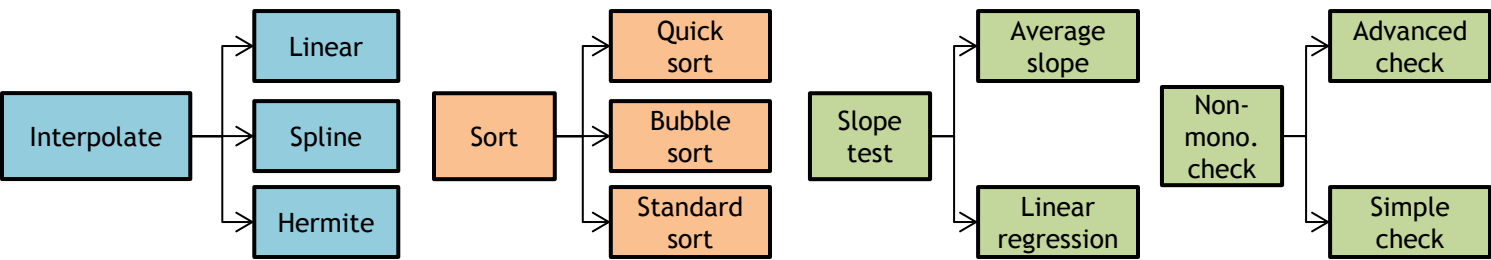 Interpolate
Linear
Spline
Hermite
Sort
Quick
sort
Bubble
sort
Standard
sort
Slope
test
Average
slope
Linear
regression
Non-
mono.
check
Advanced
check
Simple
check